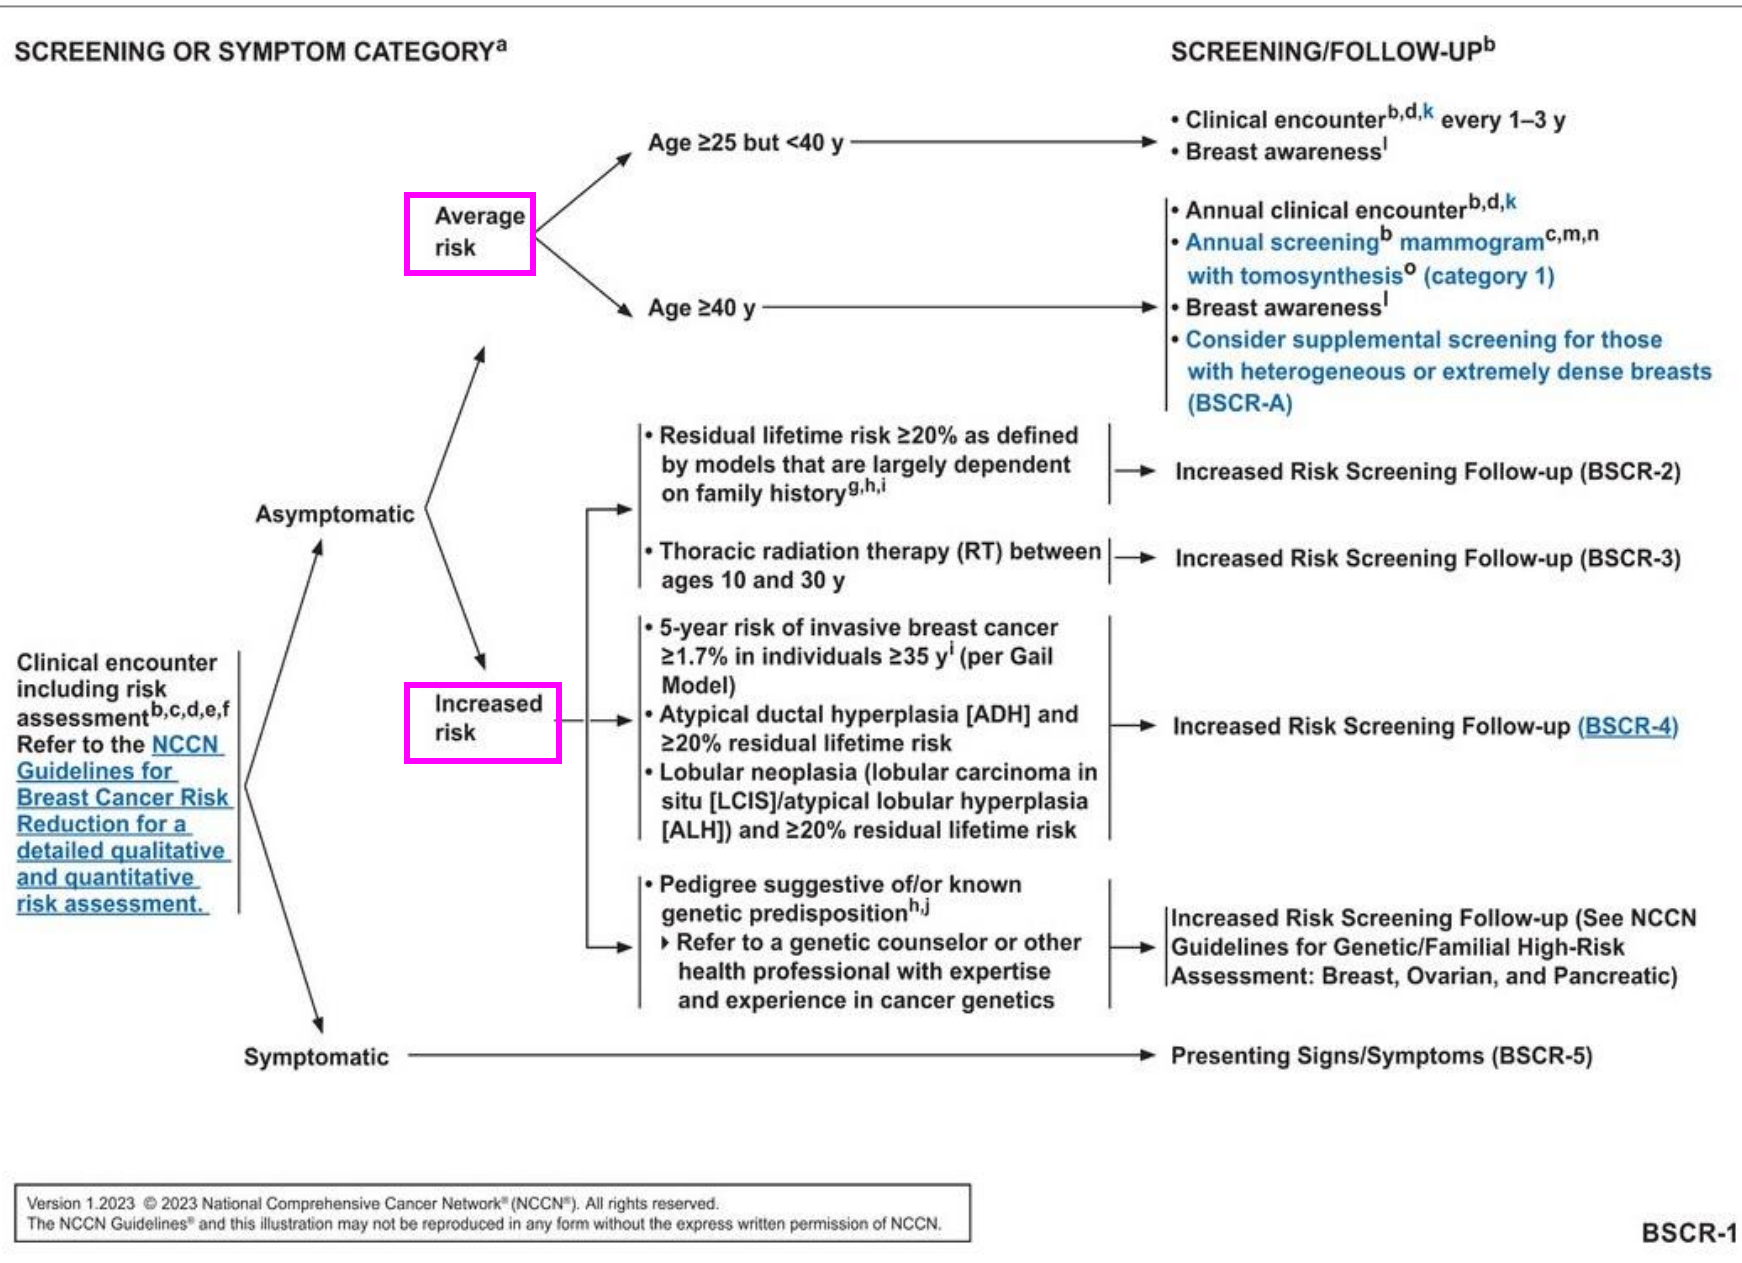 SCREENING OR SYMPTOM CATEGORYa
SCREENING/FOLLOW-UPb
Age ≥25 but <40 y
• Clinical encounterb,d,k every 1–3 y
• Breast awarenessl
Average
risk
Age ≥40 y
• Annual clinical encounterb,d,k
• Annual screeningb mammogramc,m,n
with tomosynthesiso (category 1)
• Breast awarenessl
• Consider supplemental screening for those
with heterogeneous or extremely dense breasts
(BSCR-A)
Asymptomatic
• Residual lifetime risk ≥20% as defined
by models that are largely dependent
on family historyg,h,i
Increased Risk Screening Follow-up (BSCR-2)
• Thoracic radiation therapy (RT) between
ages 10 and 30 y
Increased Risk Screening Follow-up (BSCR-3)
Clinical encounter
including risk
assessmentb,c,d,e,f
Refer to the NCCN
Guidelines for
Breast Cancer Risk
Reduction for a
detailed qualitative
and quantitative
risk assessment.
Increased
risk
• 5-year risk of invasive breast cancer
≥1.7% in individuals ≥35 yi (per Gail
Model)
• Atypical ductal hyperplasia [ADH] and
≥20% residual lifetime risk
• Lobular neoplasia (lobular carcinoma in
situ [LCIS]/atypical lobular hyperplasia
[ALH]) and ≥20% residual lifetime risk
Increased Risk Screening Follow-up (BSCR-4)
• Pedigree suggestive of/or known
genetic predispositionh,j
Refer to a genetic counselor or other
health professional with expertise
and experience in cancer genetics
Increased Risk Screening Follow-up (See NCCN
Guidelines for Genetic/Familial High-Risk
Assessment: Breast, Ovarian, and Pancreatic)
Symptomatic
Presenting Signs/Symptoms (BSCR-5)
Version 1.2023 © 2023 National Comprehensive Cancer Network® (NCCN®). All rights reserved.
The NCCN Guidelines® and this illustration may not be reproduced in any form without the express written permission of NCCN.
BSCR-1